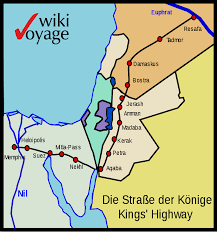 wiki
voyage
Euphrat
Resafa
Tadmor
Damaskus
Bostra
Jerash
Amman
Madaba
Kerak
Petra
Aqaba
Heliopolis
Mitla-Pass
Memphis
Suez
Nekhl
Nil
Die Straße der Könige
Kings' Highway